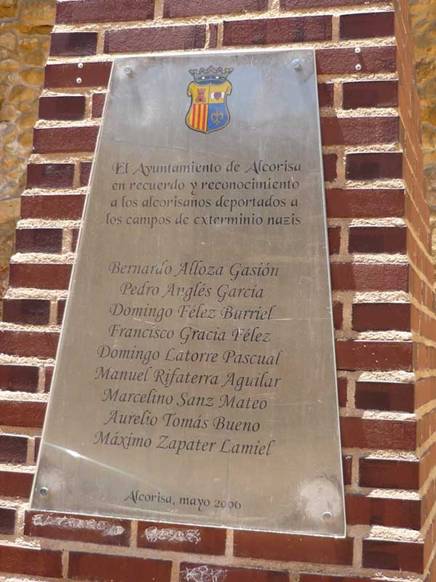 El Ayuntamiento de Alcorisa
en recuerdo y reconocimiento
a los alcorisanos deportados a
los campos de exterminio nazis
Bernardo Alloza Gasión
Pedro Anglés García
Domingo Félez Burriel
Francisco Gracia Félez
Domingo Latorre Pascual
Manuel Rifaterra Aguilar
Marcelino Sanz Mateo
Aurelio Tomás Bueno
Máximo Zapater Lamiel
Alcorisa, mayo 2006